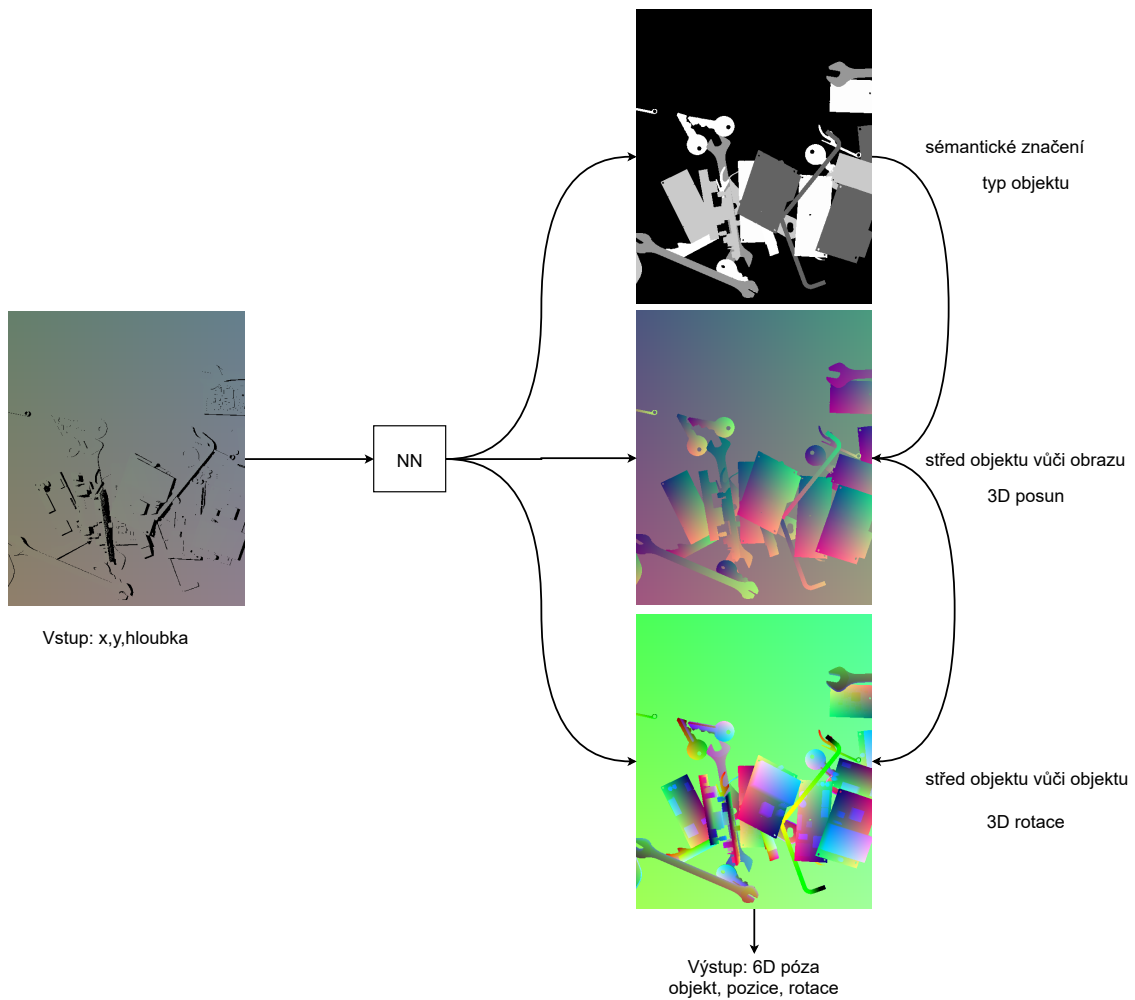 sémantické značení
typ objektu
NN
střed objektu vůči obrazu
3D posun
Vstup: x,y,hloubka
střed objektu vůči objektu
3D rotace
Výstup: 6D póza
objekt, pozice, rotace